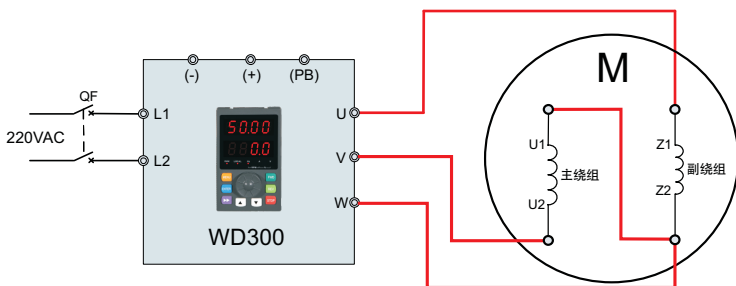 (-)
(+)
(PB)
QF
L1
220VAC
L2
50.00
0.0
WD300
U
V
W
M
U1
主绕组
U2
Z1
副绕组
Z2